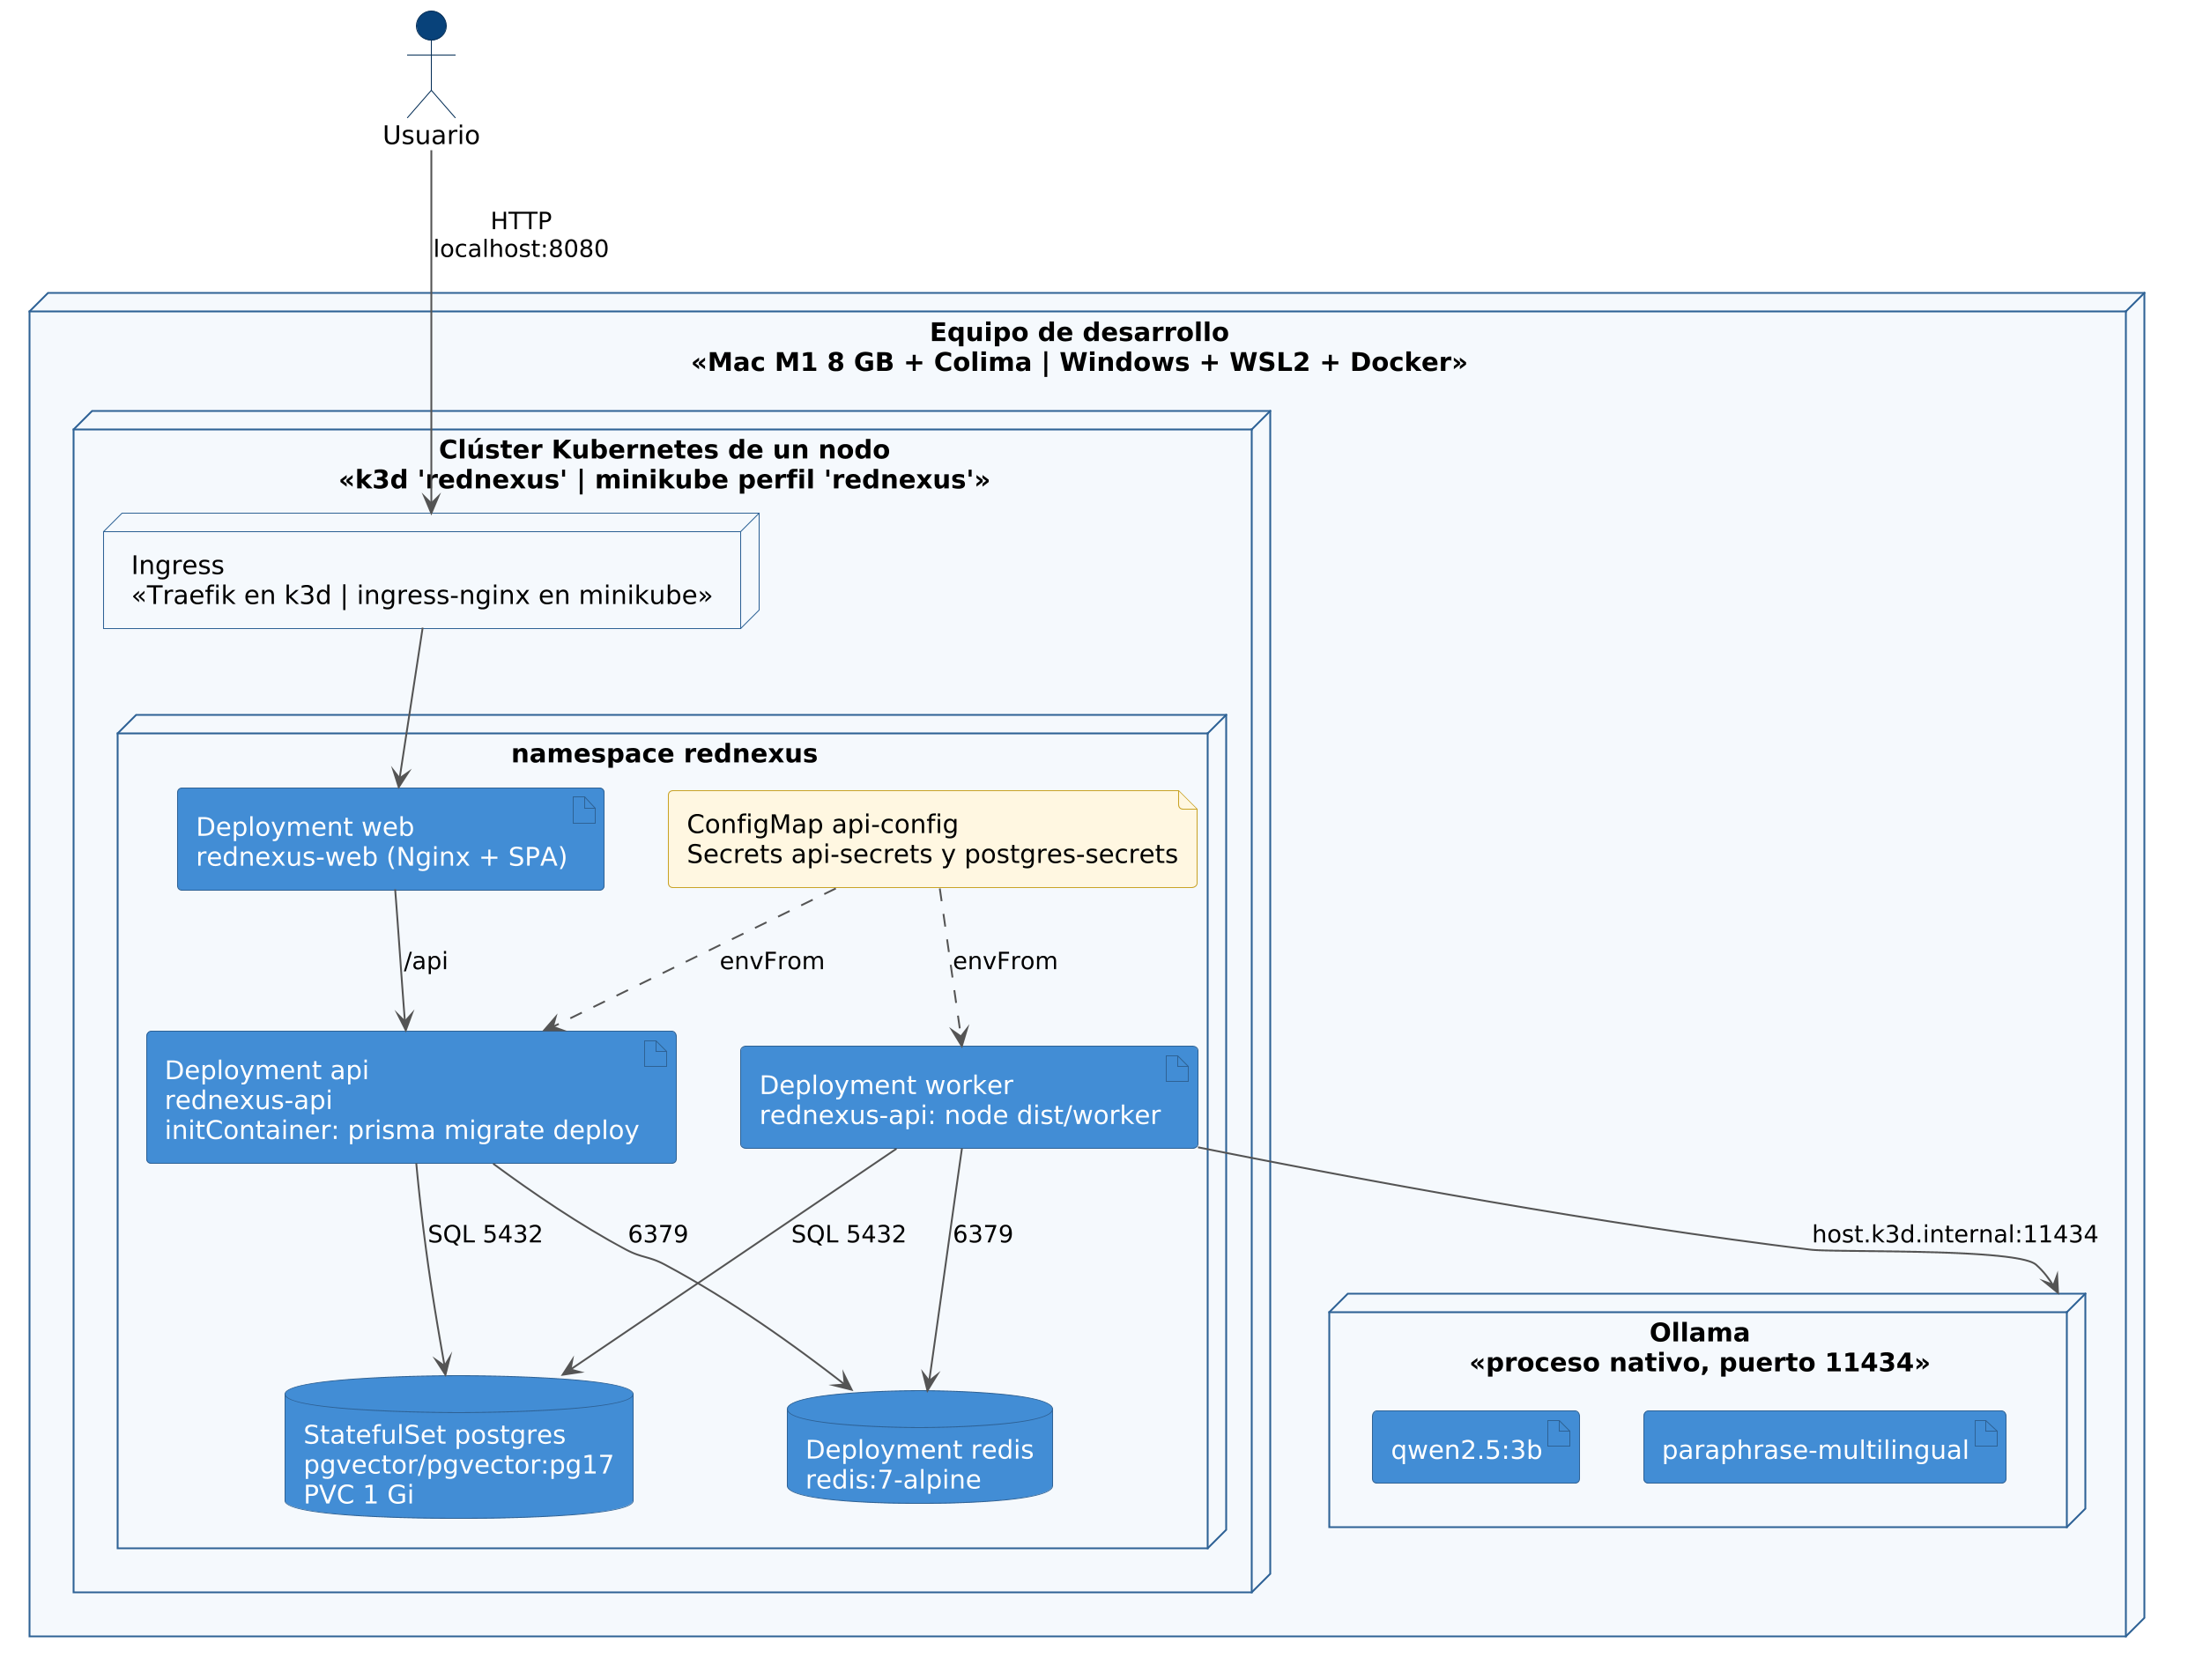 Usuario
HTTP
localhost:8080
Equipo de desarrollo
«Mac M1 8 GB + Colima | Windows + WSL2 + Docker»
Clúster Kubernetes de un nodo
«k3d 'rednexus' | minikube perfil 'rednexus'»
Ingress
«Traefik en k3d | ingress-nginx en minikube»
namespace rednexus
Deployment web
rednexus-web (Nginx + SPA)
ConfigMap api-config
Secrets api-secrets y postgres-secrets
/api
envFrom
envFrom
Deployment api
rednexus-api
initContainer: prisma migrate deploy
Deployment worker
rednexus-api: node dist/worker
SQL 5432
6379
SQL 5432
6379
host.k3d.internal:11434
Ollama
«proceso nativo, puerto 11434»
qwen2.5:3b
paraphrase-multilingual
StatefulSet postgres
pgvector/pgvector:pg17
PVC 1 Gi
Deployment redis
redis:7-alpine